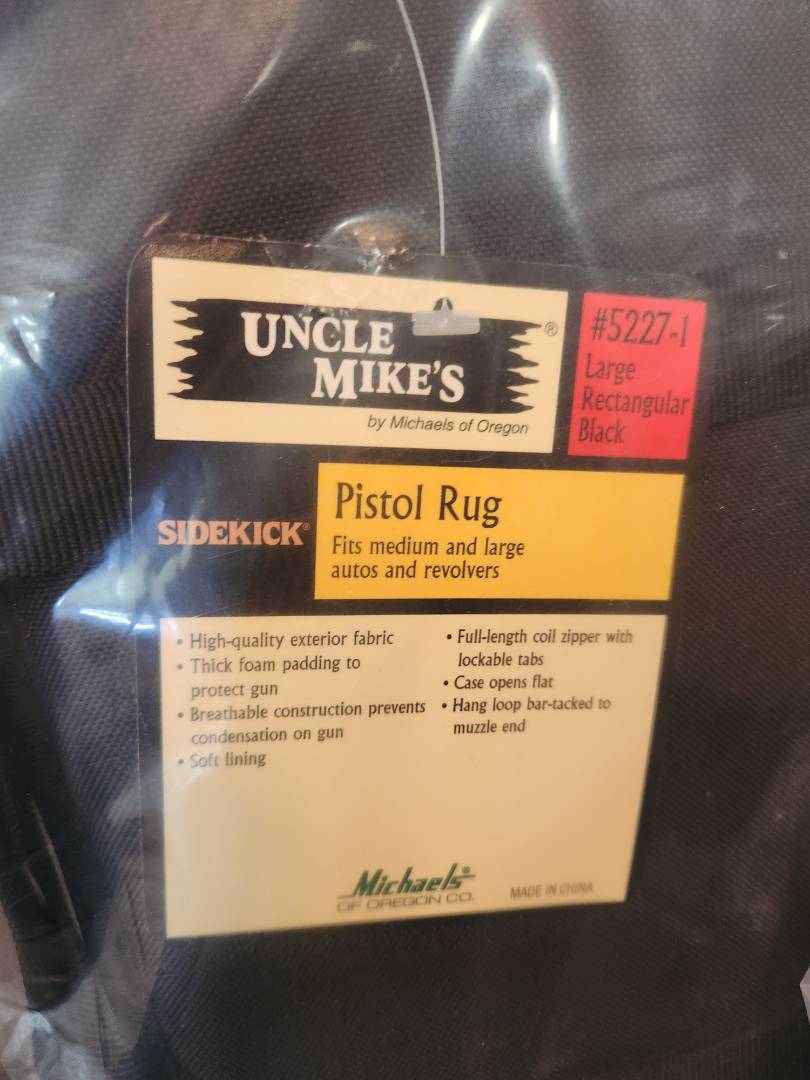 UNCLE
MIKE'S
®
by Michaels of Oregon
#5227-1
Large
Rectangular
Black
SIDEKICK®
Pistol Rug
Fits medium and large
autos and revolvers
• High-quality exterior fabric
• Thick foam padding to
protect gun
• Breathable construction prevents
condensation on gun
• Soft lining
• Full-length coil zipper with
lockable tabs
• Case opens flat
• Hang loop bar-tacked to
muzzle end
Michaels®
OF OREGON CO.
MADE IN CHINA